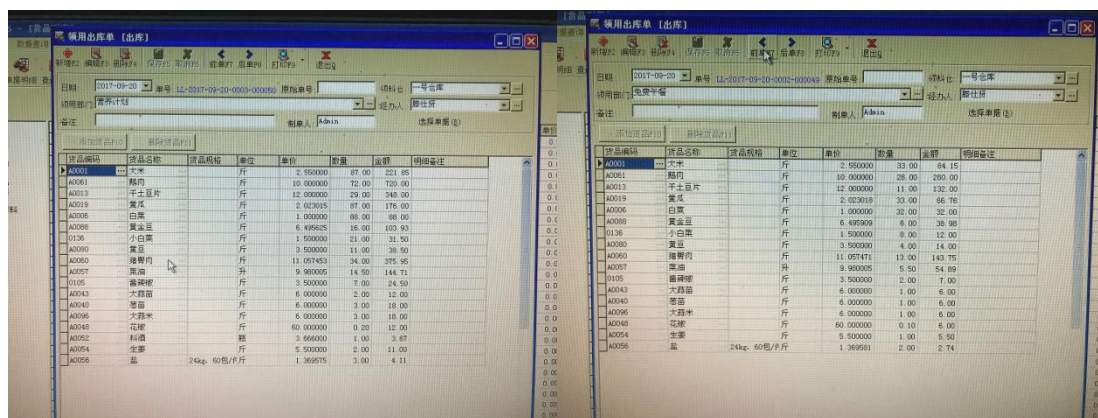 领用出库单 [出库]
新增F2 编辑F3 删除F4 保存F5 取消F6 前单F7 后单F8 打印F9 退出Q
日期 2017-09-20 单号 LL-2017-09-20-0003-000050 原始单号 领料仓 一号仓库
领用部门 营养计划 经办人
备注 制单人 Admin 选择单据(D)
添加货品F10 删除货品F11
货品编码 货品名称 货品规格 单位 单价 数量 金额 明细备注
A0001 大米 斤 2.550000 87.00 221.85
A0061 鸭肉 斤 10.000000 72.00 720.00
A0013 干土豆片 斤 12.000000 29.00 348.00
A0019 黄瓜 斤 2.023015 87.00 176.00
A0006 白菜 斤 1.000000 88.00 88.00
A0088 黄金豆 斤 6.495625 16.00 103.93
0136 小白菜 斤 1.500000 21.00 31.50
A0080 黄豆 斤 3.500000 11.00 38.50
A0060 猪臀肉 斤 11.057453 34.00 375.95
A0057 菜油 升 9.980005 14.50 144.71
0105 酱辣椒 斤 3.500000 7.00 24.50
A0043 大蒜苗 斤 6.000000 2.00 12.00
A0040 葱苗 斤 6.000000 3.00 18.00
A0096 大蒜米 斤 6.000000 3.00 18.00
A0048 花椒 斤 60.000000 0.20 12.00
A0052 料酒 瓶 3.666000 1.00 3.67
A0054 生姜 斤 5.500000 2.00 11.00
A0056 盐 24kg, 60包/件 斤 1.369575 3.00 4.11
领用出库单 [出库]
新增F2 编辑F3 删除F4 保存F5 取消F6 前单F7 后单F8 打印F9 退出Q
日期 2017-09-20 单号 LL-2017-09-20-0002-000049 原始单号 领料仓 一号仓库
领用部门 免费午餐 经办人
备注 制单人 Admin 选择单据(D)
添加货品F10 删除货品F11
货品编码 货品名称 货品规格 单位 单价 数量 金额 明细备注
A0001 大米 斤 2.550000 33.00 84.15
A0061 鸭肉 斤 10.000000 28.00 280.00
A0013 干土豆片 斤 12.000000 11.00 132.00
A0019 黄瓜 斤 2.023018 33.00 66.76
A0006 白菜 斤 1.000000 32.00 32.00
A0088 黄金豆 斤 6.495909 6.00 38.98
0136 小白菜 斤 1.500000 8.00 12.00
A0080 黄豆 斤 3.500000 4.00 14.00
A0060 猪臀肉 斤 11.057471 13.00 143.75
A0057 菜油 升 9.980005 5.50 54.89
0105 酱辣椒 斤 3.500000 2.00 7.00
A0043 大蒜苗 斤 6.000000 1.00 6.00
A0040 葱苗 斤 6.000000 1.00 6.00
A0096 大蒜米 斤 6.000000 1.00 6.00
A0048 花椒 斤 60.000000 0.10 6.00
A0054 生姜 斤 5.500000 1.00 5.50
A0056 盐 24kg, 60包/件 斤 1.369581 2.00 2.74